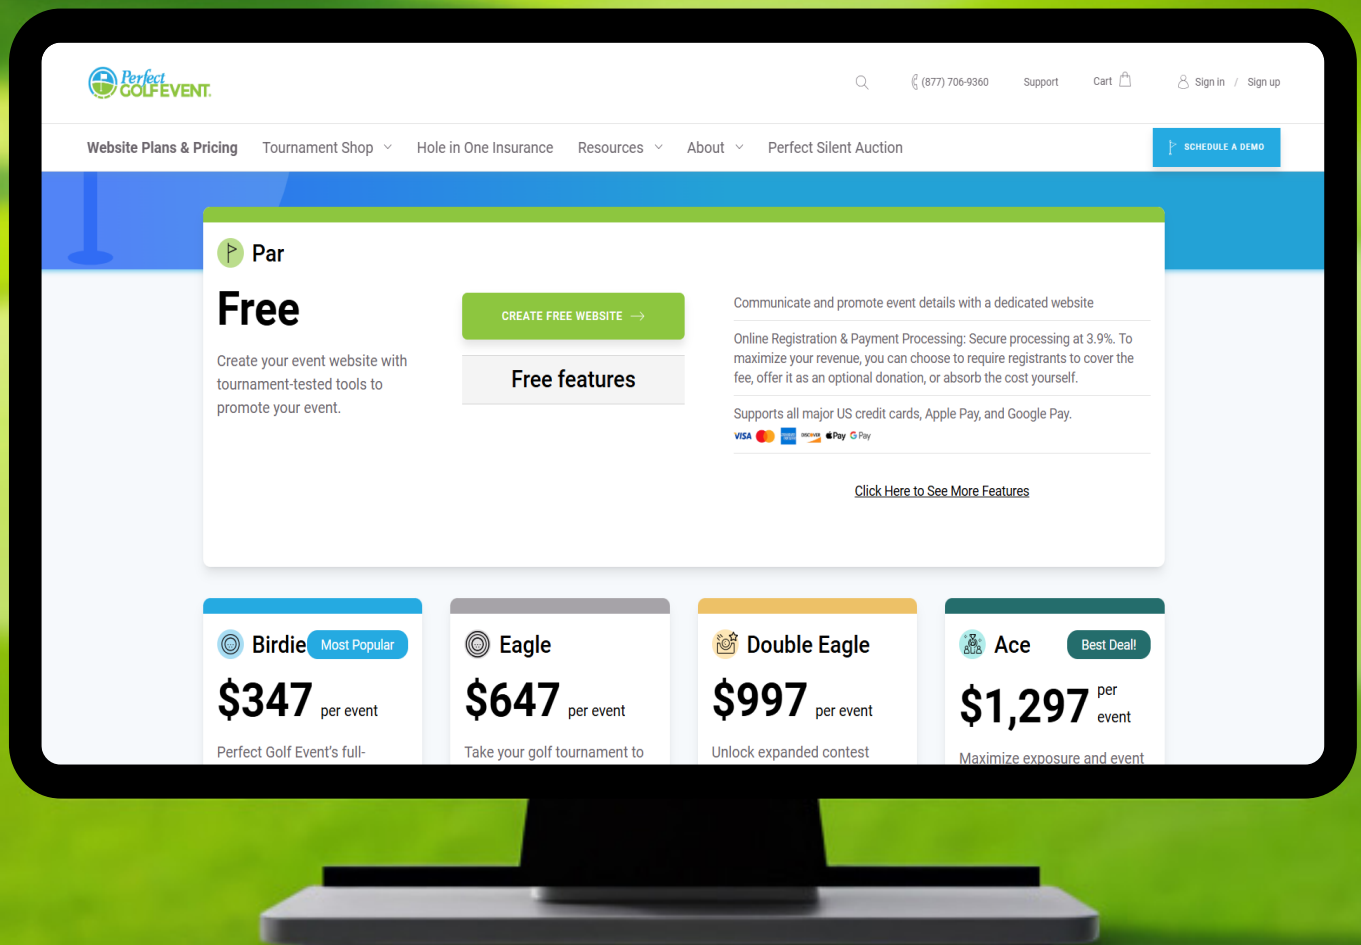 Perfect
GOLF EVENT.
(877) 706-9360
Support
Cart
Sign in / Sign up
Website Plans & Pricing
Tournament Shop
Hole in One Insurance
Resources
About
Perfect Silent Auction
SCHEDULE A DEMO
Par
Free
Create your event website with
tournament-tested tools to
promote your event.
CREATE FREE WEBSITE
Free features
Communicate and promote event details with a dedicated website
Online Registration & Payment Processing: Secure processing at 3.9%. To
maximize your revenue, you can choose to require registrants to cover the
fee, offer it as an optional donation, or absorb the cost yourself.
Supports all major US credit cards, Apple Pay, and Google Pay.
VISA DISCOVER Pay G Pay
Click Here to See More Features
Birdie
Most Popular
$347 per event
Perfect Golf Event's full-
Eagle
$647 per event
Take your golf tournament to
Double Eagle
$997 per event
Unlock expanded contest
Ace
Best Deal!
$1,297 per
event
Maximize exposure and event